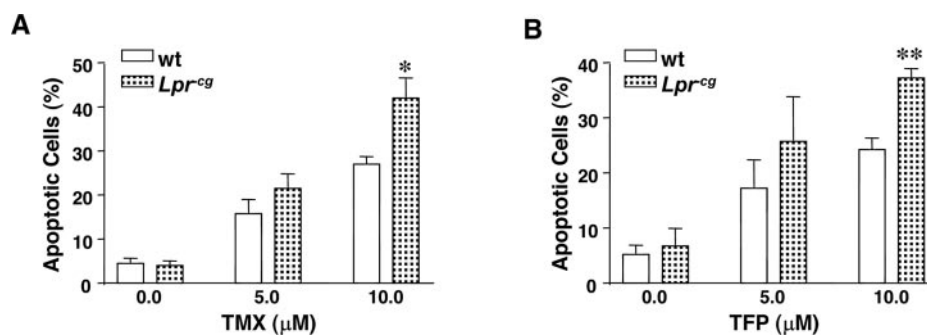 A
wt
Lpr-cg
*
Apoptotic Cells (%)
50
40
30
20
10
0
0.0 5.0 10.0
TMX (μM)
B
wt
Lpr-cg
**
Apoptotic Cells (%)
40
30
20
10
0
0.0 5.0 10.0
TFP (μM)